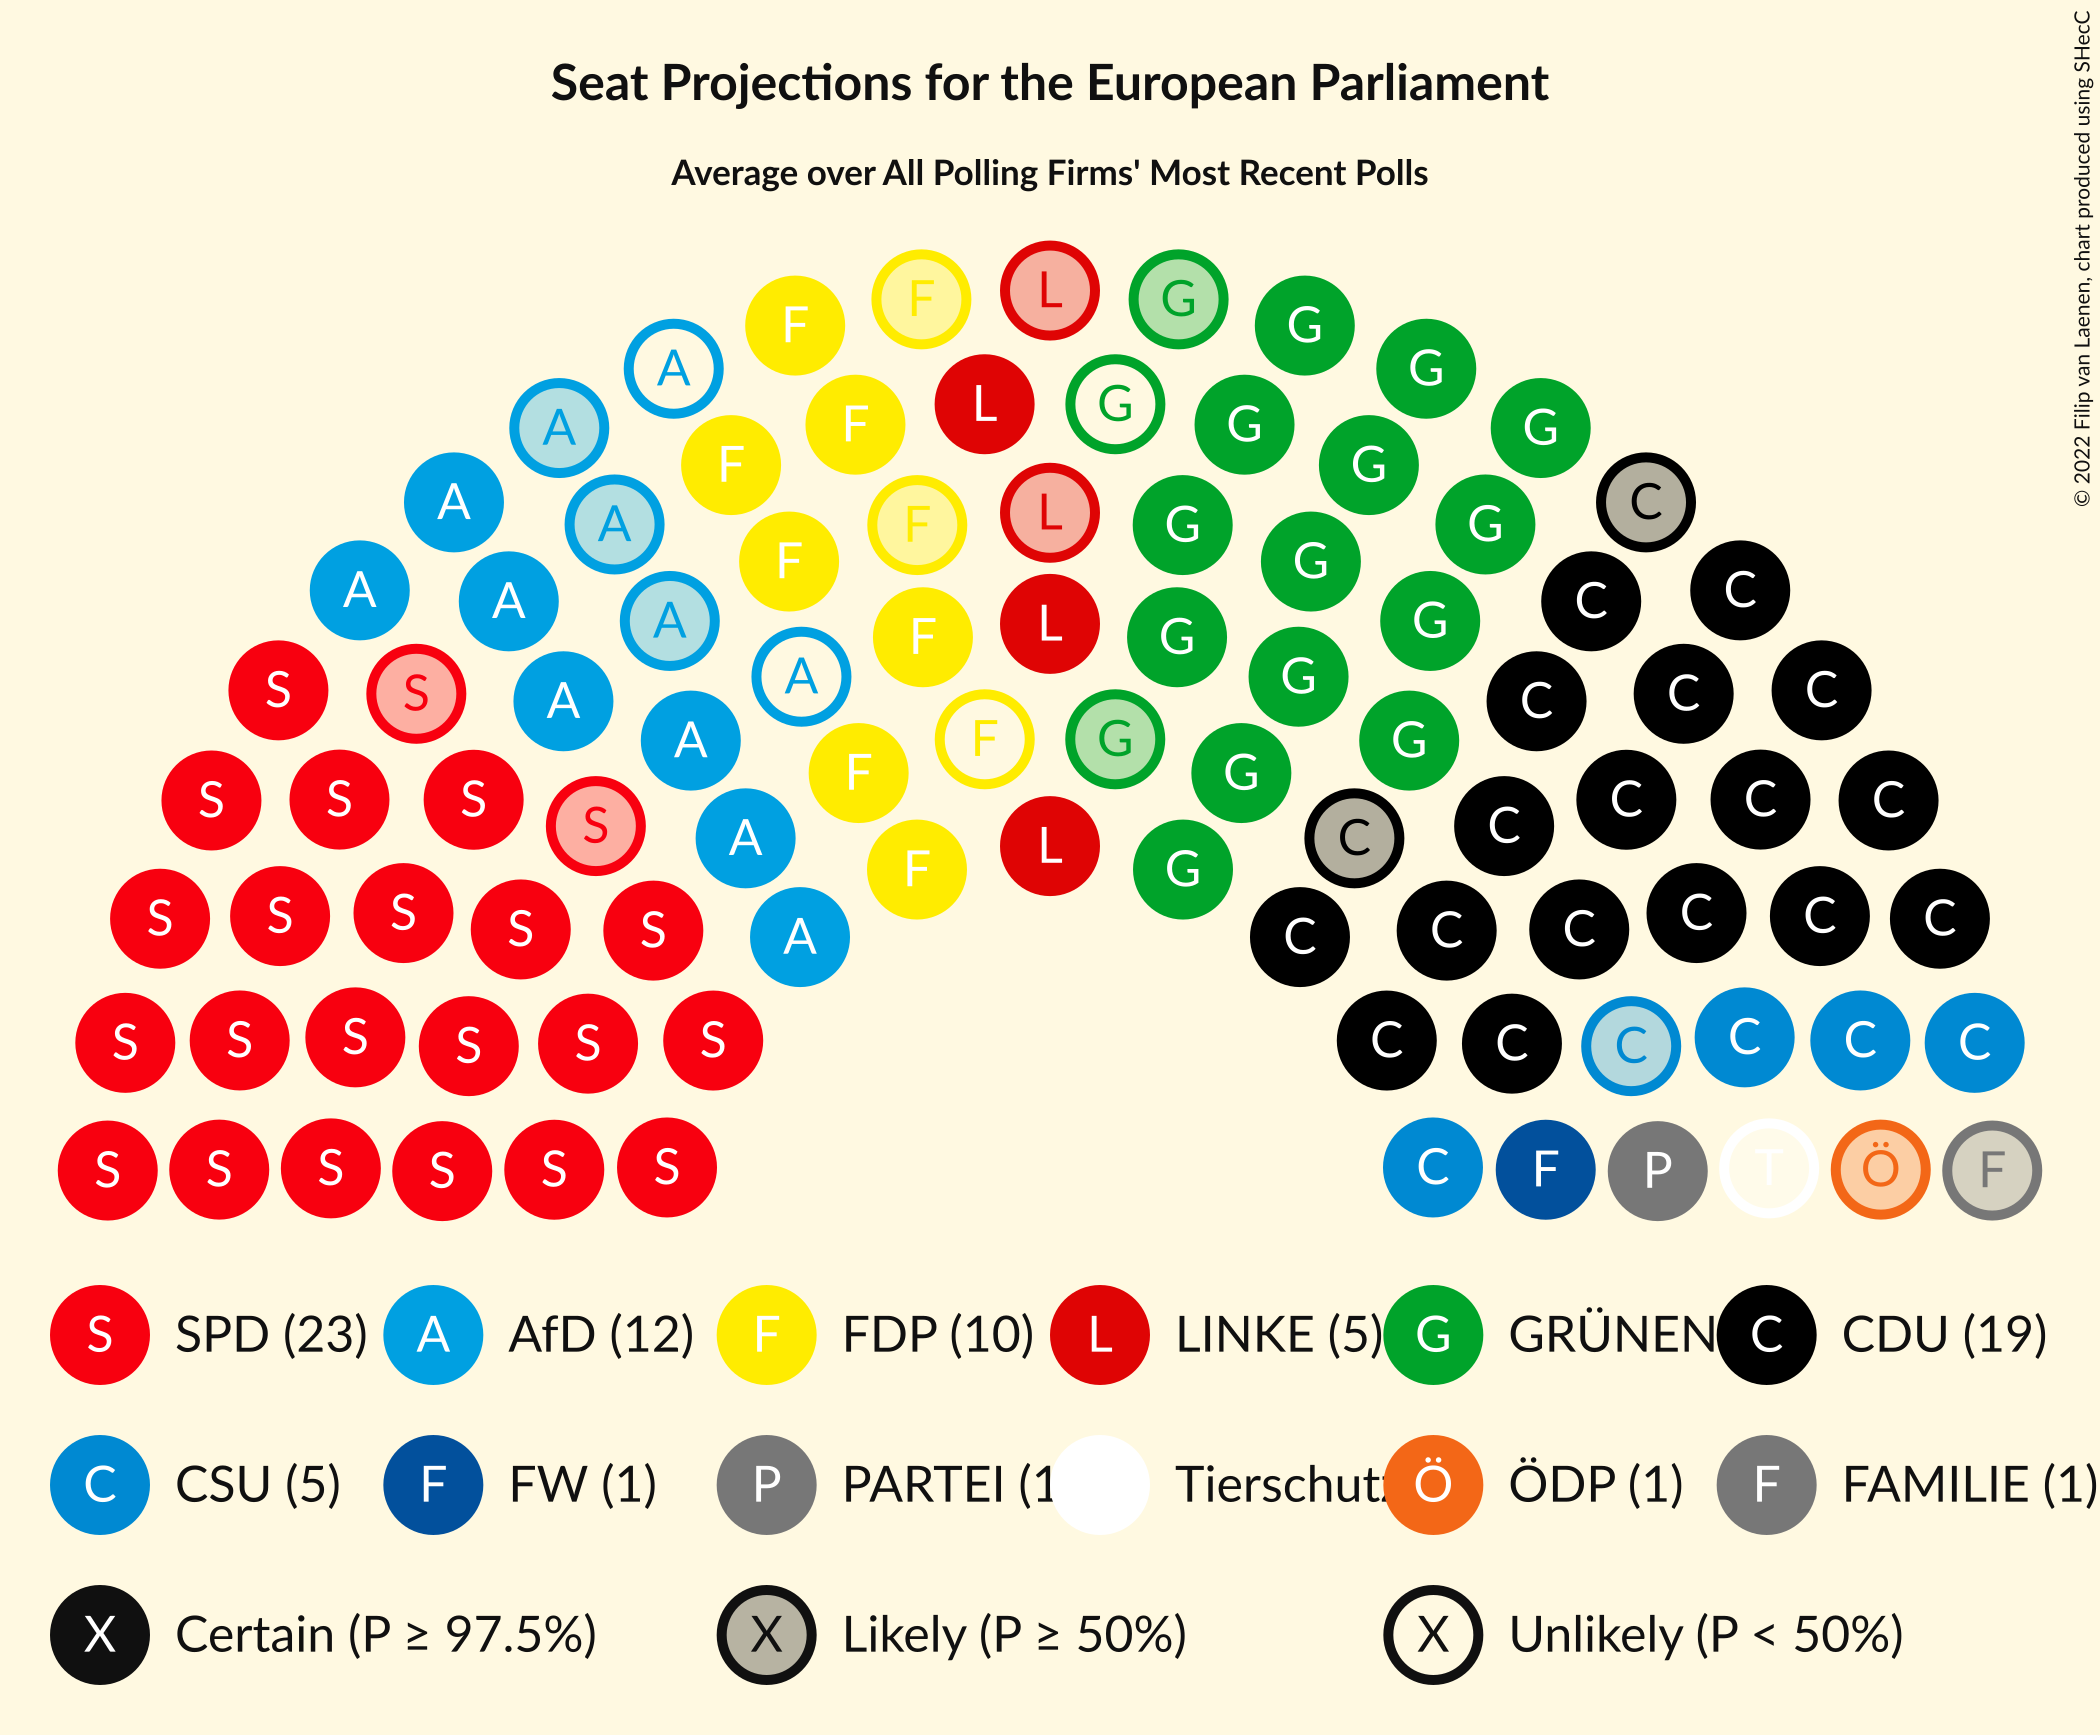 Seat Projections for the European Parliament
Average over All Polling Firms' Most Recent Polls
© 2022 Filip van Laenen, chart produced using SHecC
L
F G
F G
A L G G
F G
A F G G
L
A F G C
A F G G
A F G
A A L C C
A F G G
S S A A G C C C
A F G G
S S S S A F C C C C C
L
S S S S S A F G C C C C C C C
S S S S S S C C C C C C
S S S S S S C F P T Ö F
S SPD (23) A AfD (12) F FDP (10) L LINKE (5) G GRÜNEN C CDU (19)
C CSU (5) F FW (1) P PARTEI (1 Tierschutz Ö ÖDP (1) F FAMILIE (1)
X Certain (P ≥ 97.5%) X Likely (P ≥ 50%) X Unlikely (P < 50%)